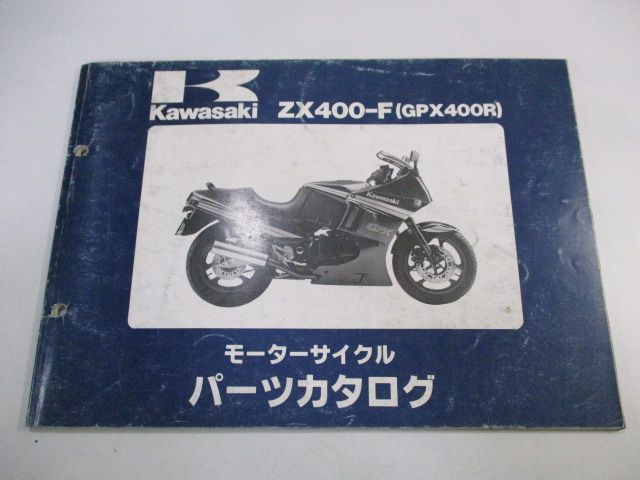 Kawasaki ZX400-F(GPX400R)
Kawasaki
GPX
モーターサイクル
パーツカタログ